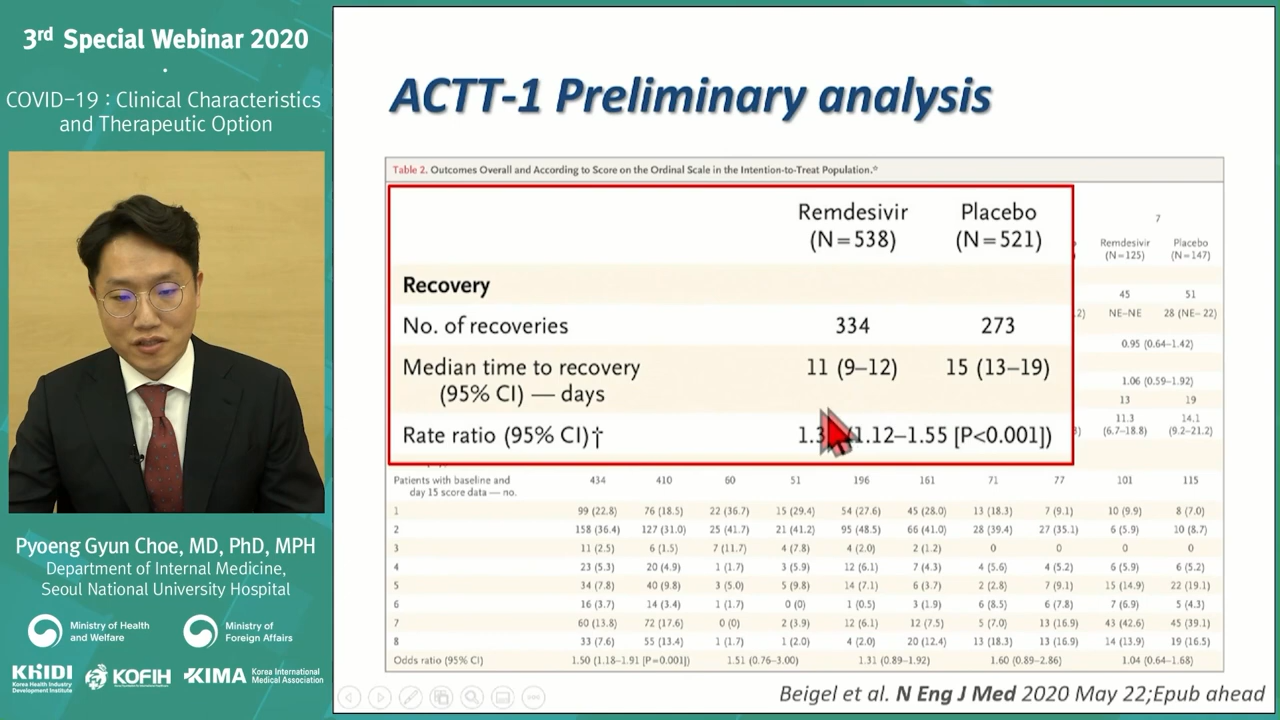 3rd Special Webinar 2020
COVID-19 : Clinical Characteristics
and Therapeutic Option
Pyoeng Gyun Choe, MD, PhD, MPH
Department of Internal Medicine,
Seoul National University Hospital
Ministry of Health
and Welfare
Ministry of
Foreign Affairs
KHIDI
Korea Health Industry
Development Institute
KOFIH
KIMA
Korea International
Medical Association
ACTT-1 Preliminary analysis
Table 2. Outcomes Overall and According to Score on the Ordinal Scale in the Intention-to-Treat Population.*
Remdesivir Placebo
(N=538) (N=521)
Recovery
No. of recoveries 334 273
Median time to recovery 11 (9–12) 15 (13–19)
(95% CI) — days
Rate ratio (95% CI)† 1.3 1.12–1.55 [P<0.001])
7
Remdesivir Placebo
(N=125) (N=147)
45 51
2) NE–NE 28 (NE–22)
0.95 (0.64–1.42)
1.06 (0.59–1.92)
13 19
11.3 14.1
(6.7–18.8) (9.2–21.2)
Patients with baseline and 434 410 60 51 196 161 71 77 101 115
day 15 score data — no.
1 99 (22.8) 76 (18.5) 22 (36.7) 15 (29.4) 54 (27.6) 45 (28.0) 13 (18.3) 7 (9.1) 10 (9.9) 8 (7.0)
2 158 (36.4) 127 (31.0) 25 (41.7) 21 (41.2) 95 (48.5) 66 (41.0) 28 (39.4) 27 (35.1) 6 (5.9) 10 (8.7)
3 11 (2.5) 6 (1.5) 7 (11.7) 4 (7.8) 4 (2.0) 2 (1.2) 0 0 0 0
4 23 (5.3) 20 (4.9) 1 (1.7) 3 (5.9) 12 (6.1) 7 (4.3) 4 (5.6) 4 (5.2) 6 (5.9) 6 (5.2)
5 34 (7.8) 40 (9.8) 3 (5.0) 5 (9.8) 14 (7.1) 6 (3.7) 2 (2.8) 7 (9.1) 15 (14.9) 22 (19.1)
6 16 (3.7) 14 (3.4) 1 (1.7) 0 (0) 1 (0.5) 3 (1.9) 6 (8.5) 6 (7.8) 7 (6.9) 5 (4.3)
7 60 (13.8) 72 (17.6) 0 (0) 2 (3.9) 12 (6.1) 12 (7.5) 5 (7.0) 13 (16.9) 43 (42.6) 45 (39.1)
8 33 (7.6) 55 (13.4) 1 (1.7) 1 (2.0) 4 (2.0) 20 (12.4) 13 (18.3) 13 (16.9) 14 (13.9) 19 (16.5)
Odds ratio (95% CI) 1.50 (1.18–1.91 [P=0.001]) 1.51 (0.76–3.00) 1.31 (0.89–1.92) 1.60 (0.89–2.86) 1.04 (0.64–1.68)
Beigel et al. N Eng J Med 2020 May 22;Epub ahead